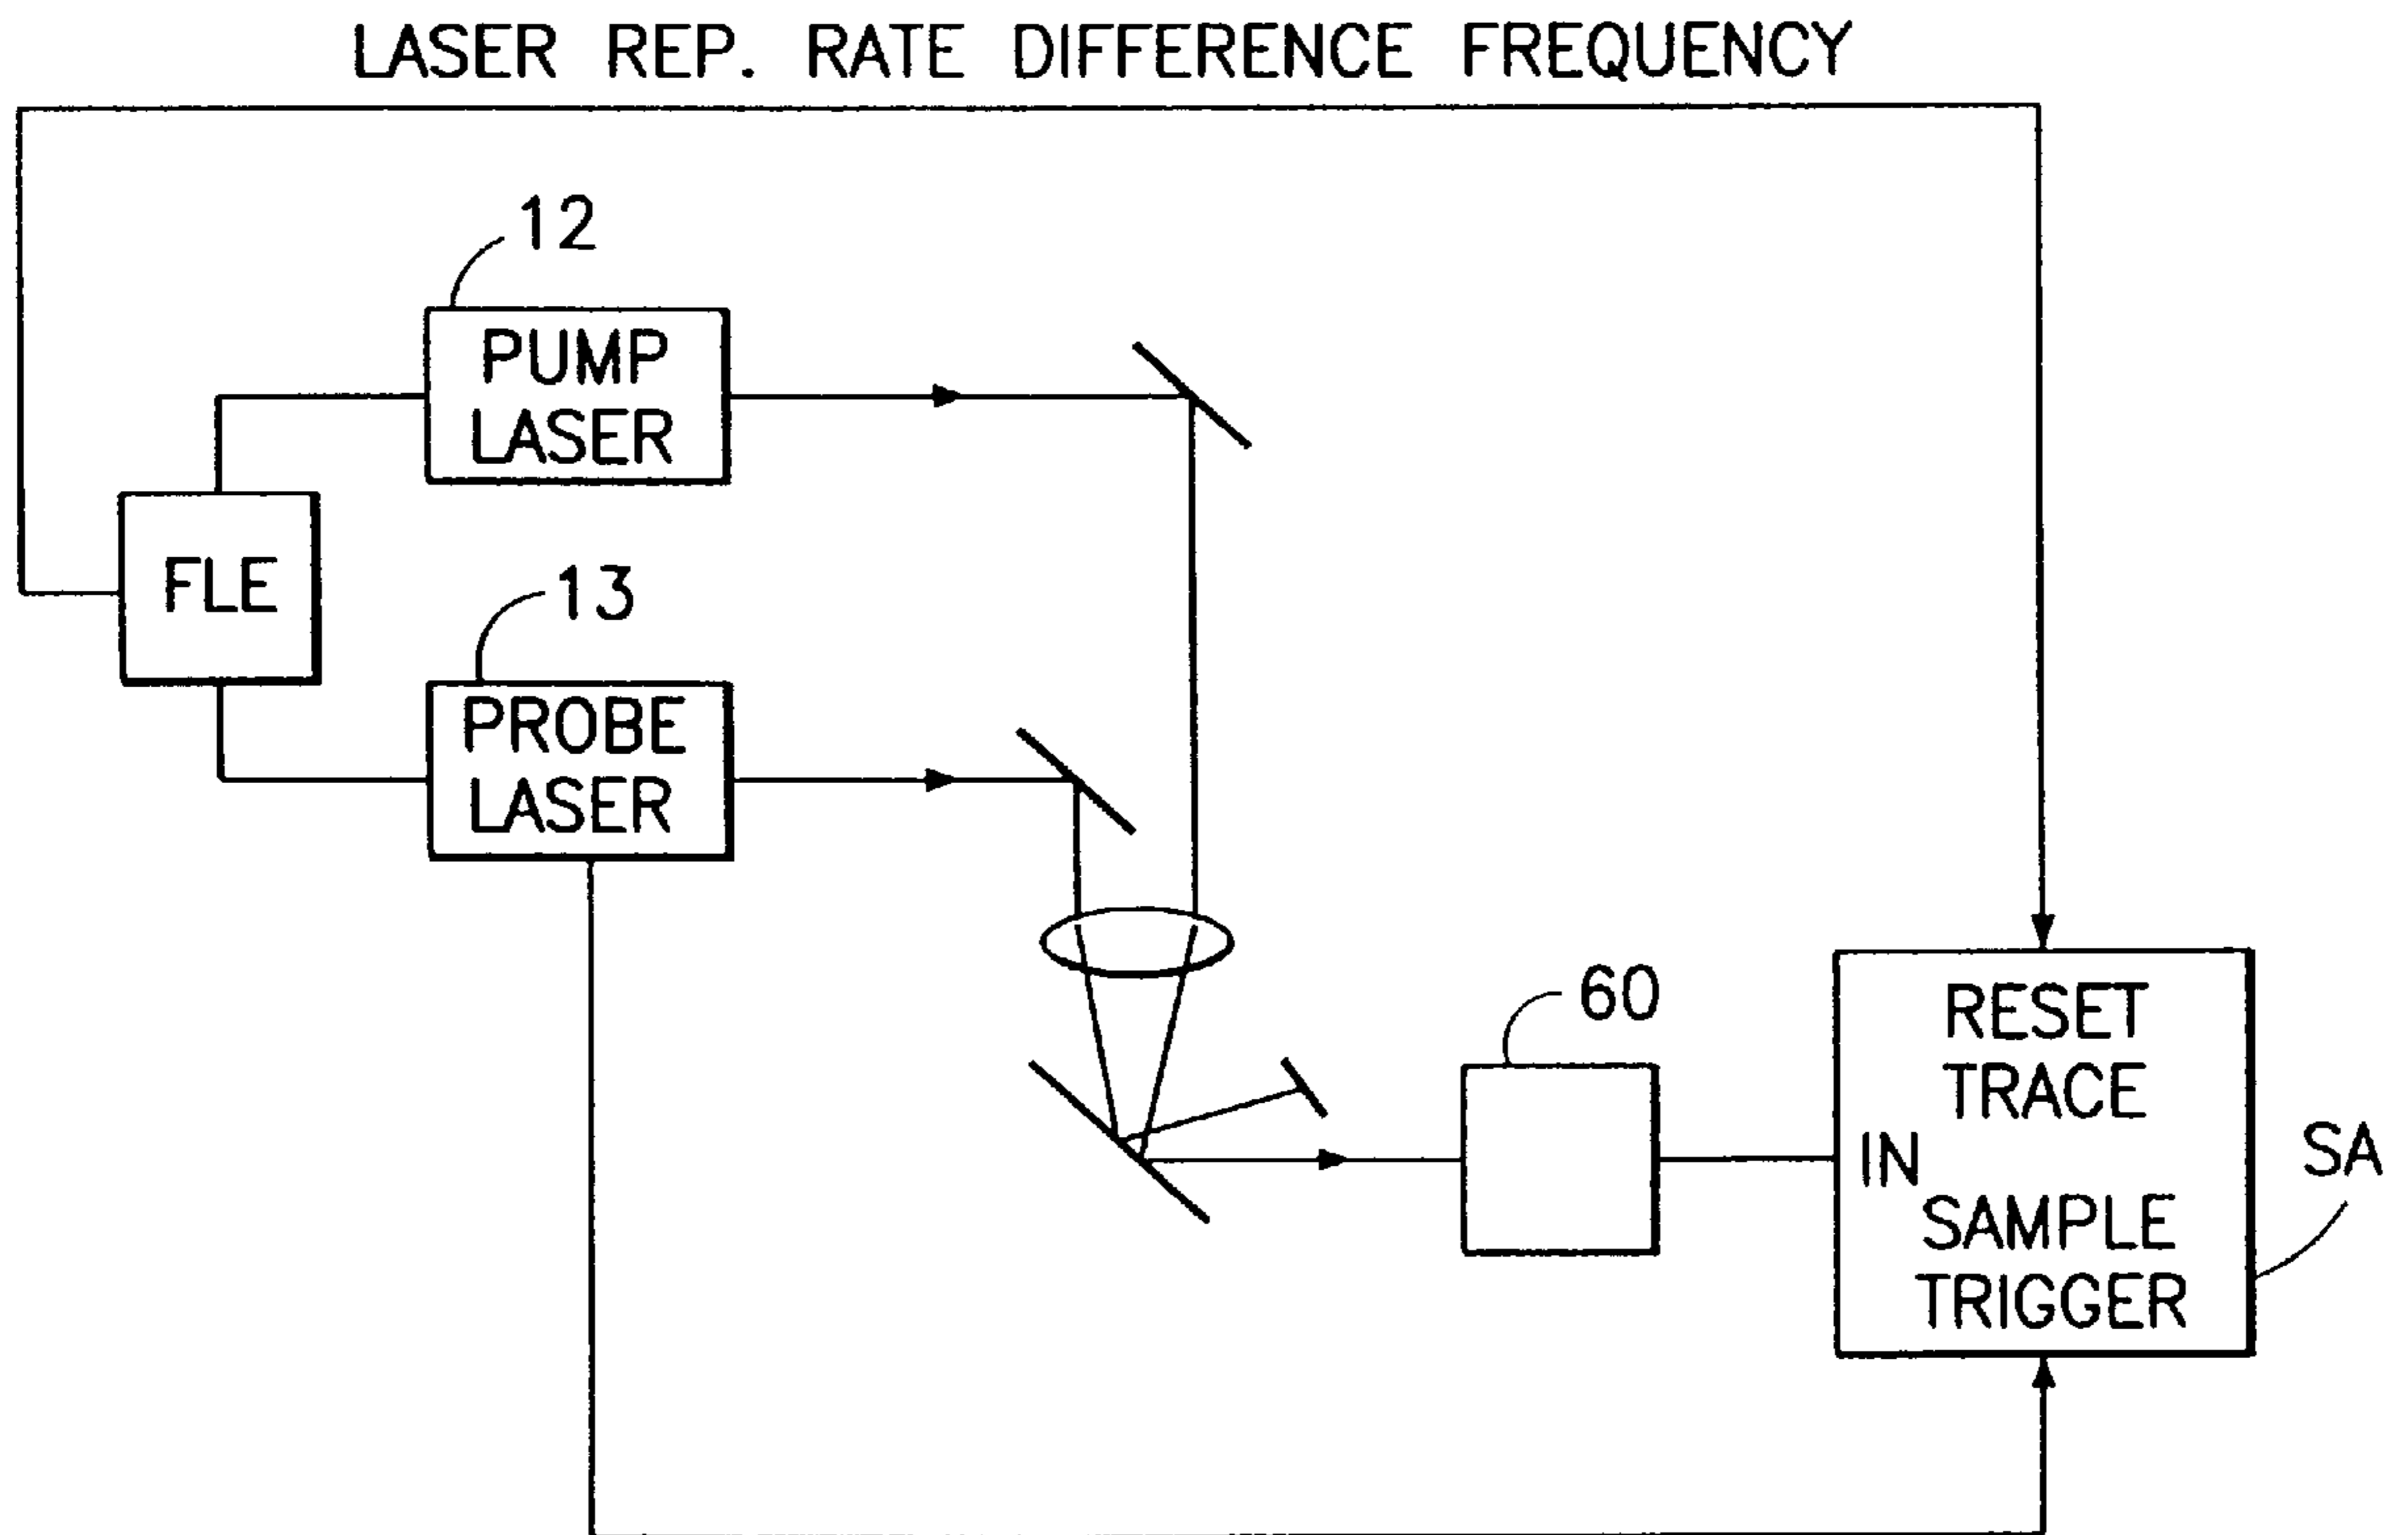 LASER REP. RATE DIFFERENCE FREQUENCY
12
PUMP
LASER
FLE
13
PROBE
LASER
60
RESET
TRACE
IN
SA
SAMPLE
TRIGGER